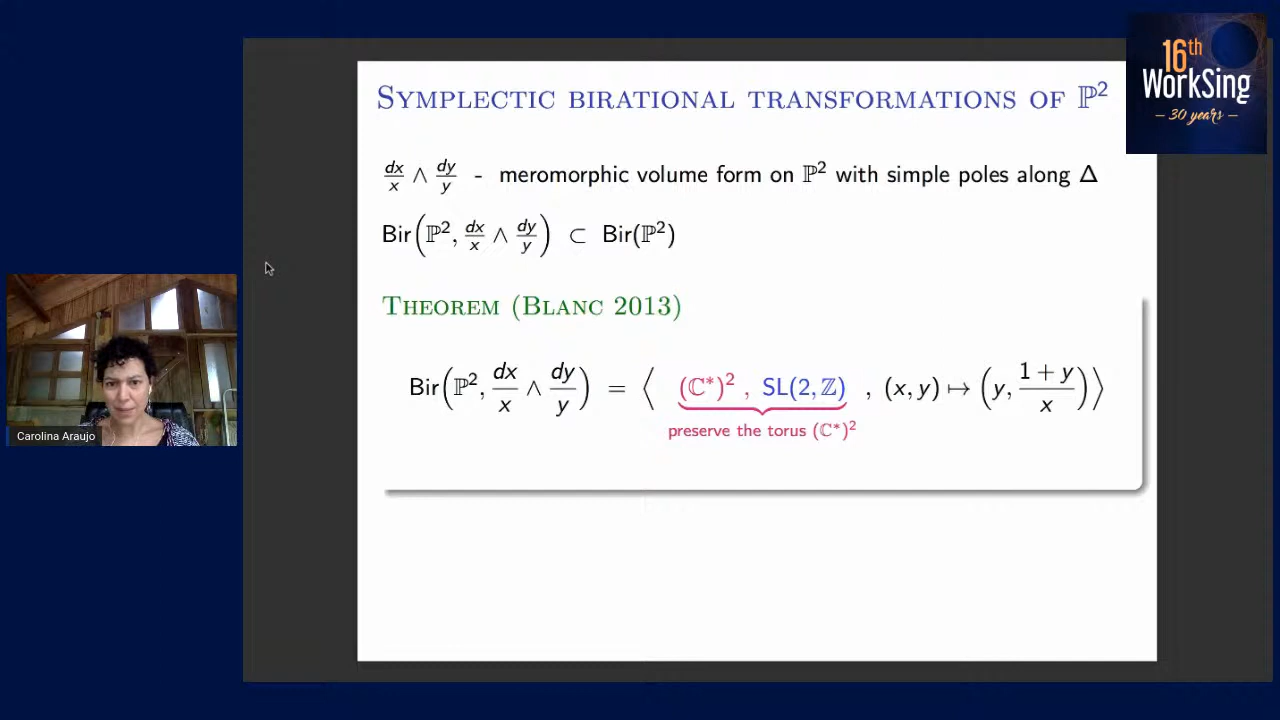 16th
WorkSing
– 30 years –
Symplectic birational transformations of ℙ²
dx/x ∧ dy/y - meromorphic volume form on ℙ² with simple poles along Δ
Bir(ℙ², dx/x ∧ dy/y) ⊂ Bir(ℙ²)
Theorem (Blanc 2013)
Bir(ℙ², dx/x ∧ dy/y) = ⟨ (ℂ*)² , SL(2, ℤ) , (x, y) ↦ (y, (1 + y)/x) ⟩
preserve the torus (ℂ*)²
Carolina Araujo